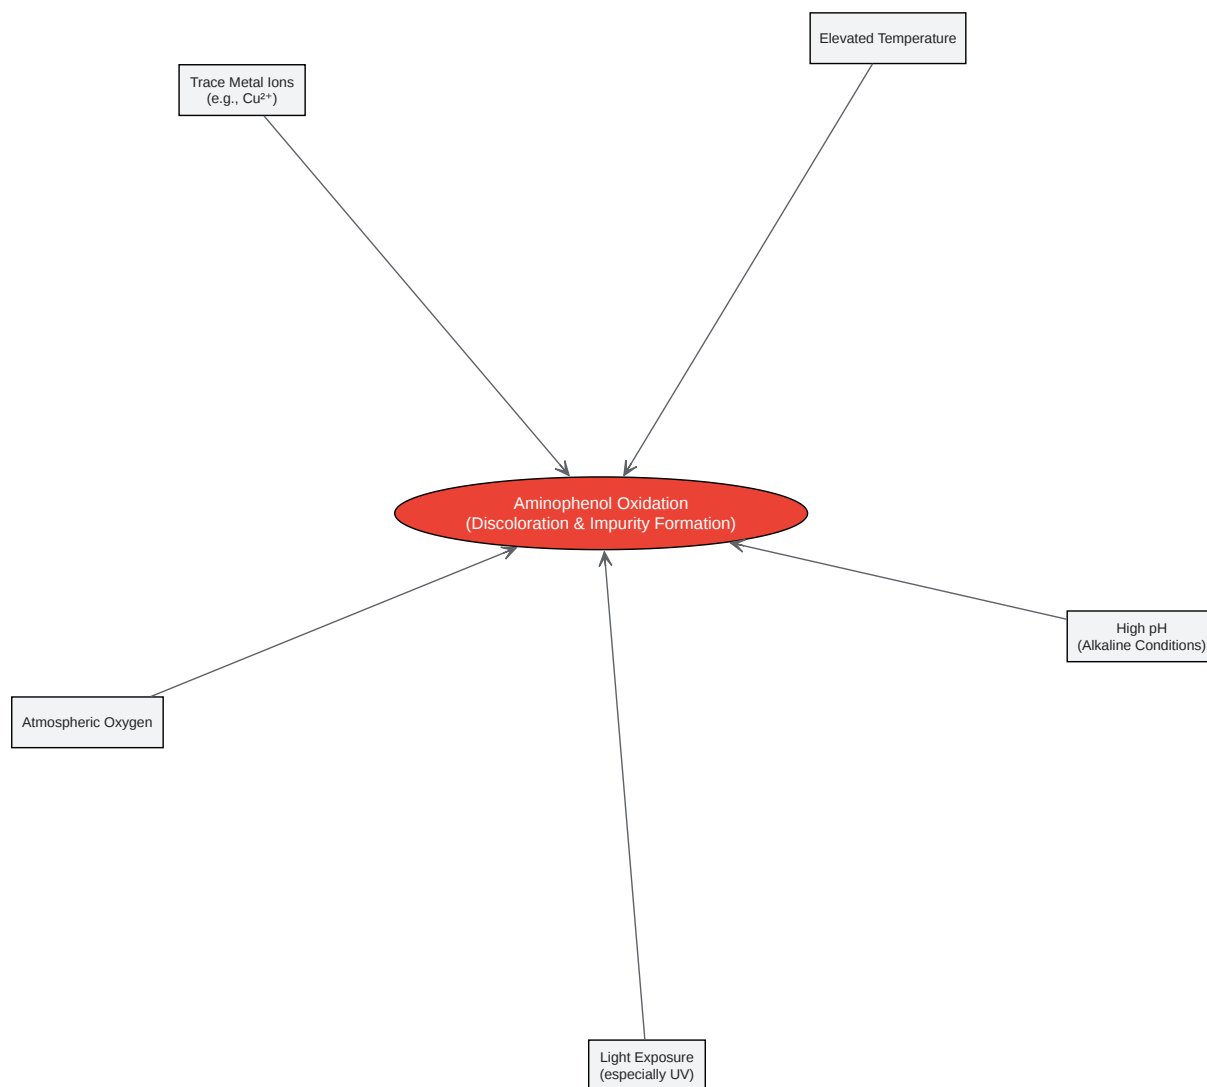 Elevated Temperature
Trace Metal Ions
(e.g., Cu²⁺)
Aminophenol Oxidation
(Discoloration & Impurity Formation)
High pH
(Alkaline Conditions)
Atmospheric Oxygen
Light Exposure
(especially UV)